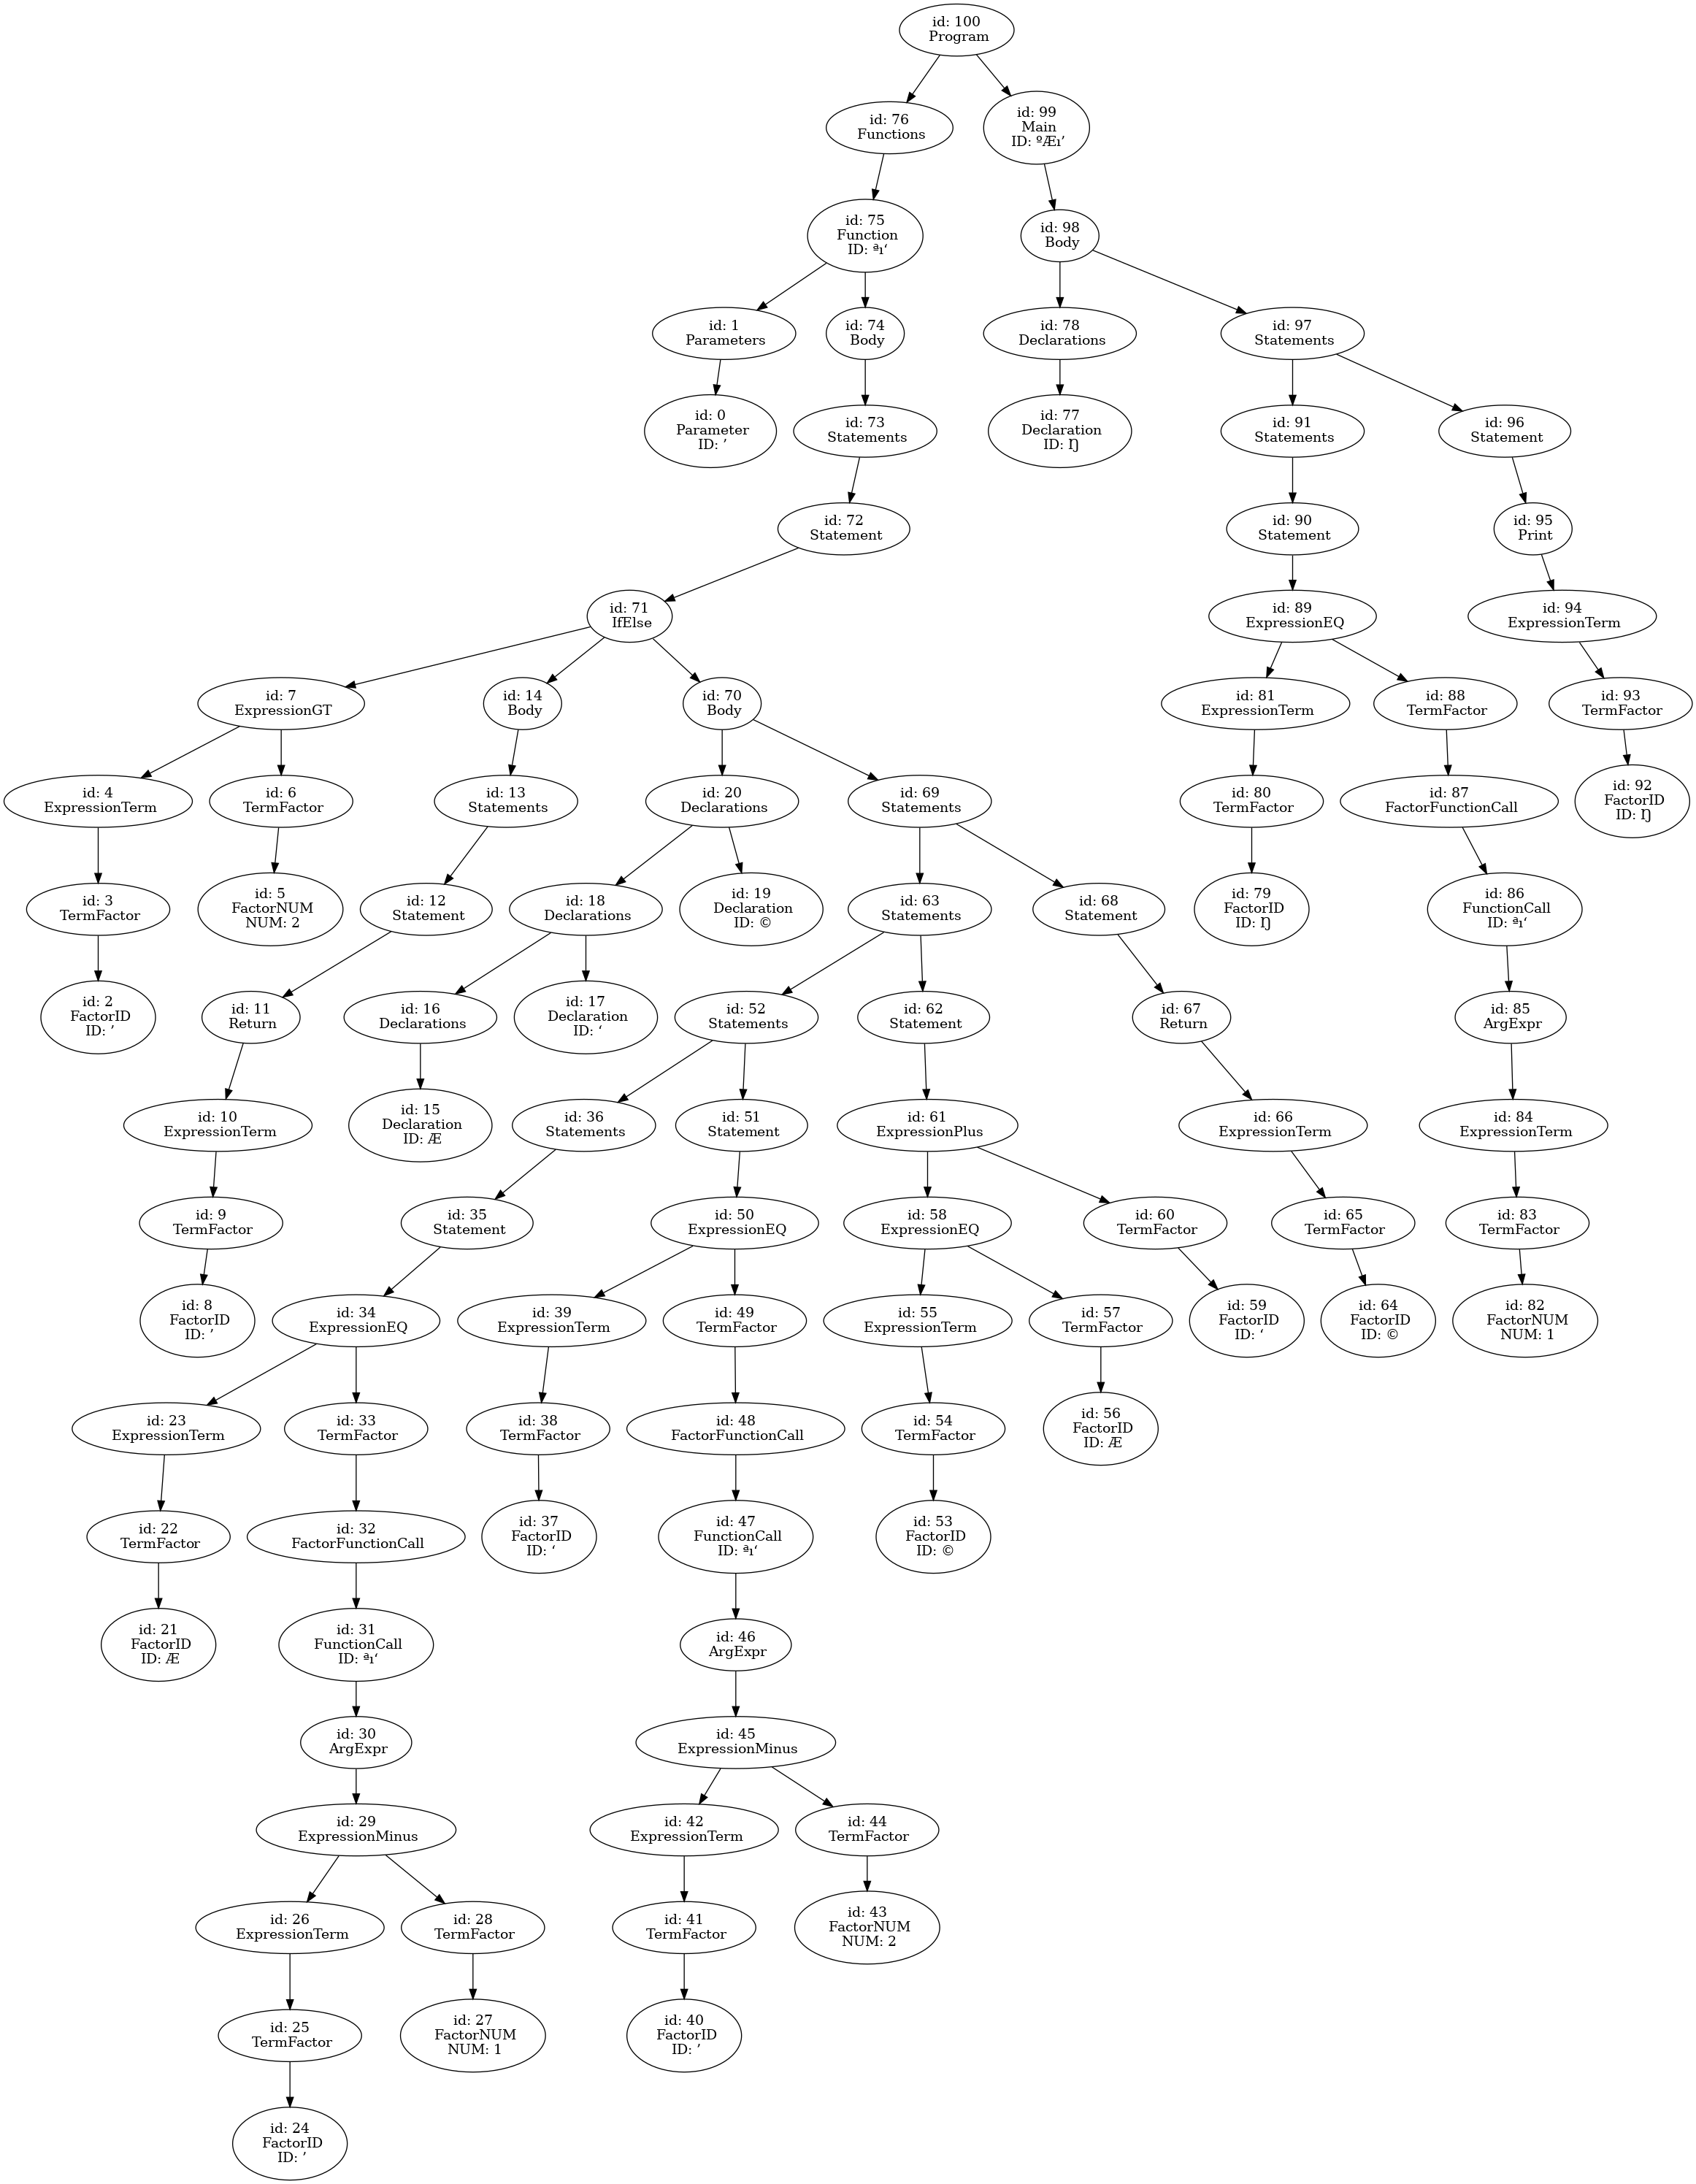 id: 100
Program
id: 76
Functions
id: 99
Main
ID: ºÆı’
id: 75
Function
ID: ªı‘
id: 98
Body
id: 1
Parameters
id: 74
Body
id: 78
Declarations
id: 97
Statements
id: 0
Parameter
ID: ’
id: 73
Statements
id: 77
Declaration
ID: Ŋ
id: 91
Statements
id: 96
Statement
id: 72
Statement
id: 90
Statement
id: 95
Print
id: 71
IfElse
id: 89
ExpressionEQ
id: 94
ExpressionTerm
id: 7
ExpressionGT
id: 14
Body
id: 70
Body
id: 81
ExpressionTerm
id: 88
TermFactor
id: 93
TermFactor
id: 4
ExpressionTerm
id: 6
TermFactor
id: 13
Statements
id: 20
Declarations
id: 69
Statements
id: 80
TermFactor
id: 87
FactorFunctionCall
id: 92
FactorID
ID: Ŋ
id: 3
TermFactor
id: 5
FactorNUM
NUM: 2
id: 12
Statement
id: 18
Declarations
id: 19
Declaration
ID: ©
id: 63
Statements
id: 68
Statement
id: 79
FactorID
ID: Ŋ
id: 86
FunctionCall
ID: ªı‘
id: 2
FactorID
ID: ’
id: 11
Return
id: 16
Declarations
id: 17
Declaration
ID: ‘
id: 52
Statements
id: 62
Statement
id: 67
Return
id: 85
ArgExpr
id: 10
ExpressionTerm
id: 15
Declaration
ID: Æ
id: 36
Statements
id: 51
Statement
id: 61
ExpressionPlus
id: 66
ExpressionTerm
id: 84
ExpressionTerm
id: 9
TermFactor
id: 35
Statement
id: 50
ExpressionEQ
id: 58
ExpressionEQ
id: 60
TermFactor
id: 65
TermFactor
id: 83
TermFactor
id: 8
FactorID
ID: ’
id: 34
ExpressionEQ
id: 39
ExpressionTerm
id: 49
TermFactor
id: 55
ExpressionTerm
id: 57
TermFactor
id: 59
FactorID
ID: ‘
id: 64
FactorID
ID: ©
id: 82
FactorNUM
NUM: 1
id: 23
ExpressionTerm
id: 33
TermFactor
id: 38
TermFactor
id: 48
FactorFunctionCall
id: 54
TermFactor
id: 56
FactorID
ID: Æ
id: 22
TermFactor
id: 32
FactorFunctionCall
id: 37
FactorID
ID: ‘
id: 47
FunctionCall
ID: ªı‘
id: 53
FactorID
ID: ©
id: 21
FactorID
ID: Æ
id: 31
FunctionCall
ID: ªı‘
id: 46
ArgExpr
id: 30
ArgExpr
id: 45
ExpressionMinus
id: 29
ExpressionMinus
id: 42
ExpressionTerm
id: 44
TermFactor
id: 26
ExpressionTerm
id: 28
TermFactor
id: 41
TermFactor
id: 43
FactorNUM
NUM: 2
id: 25
TermFactor
id: 27
FactorNUM
NUM: 1
id: 40
FactorID
ID: ’
id: 24
FactorID
ID: ’